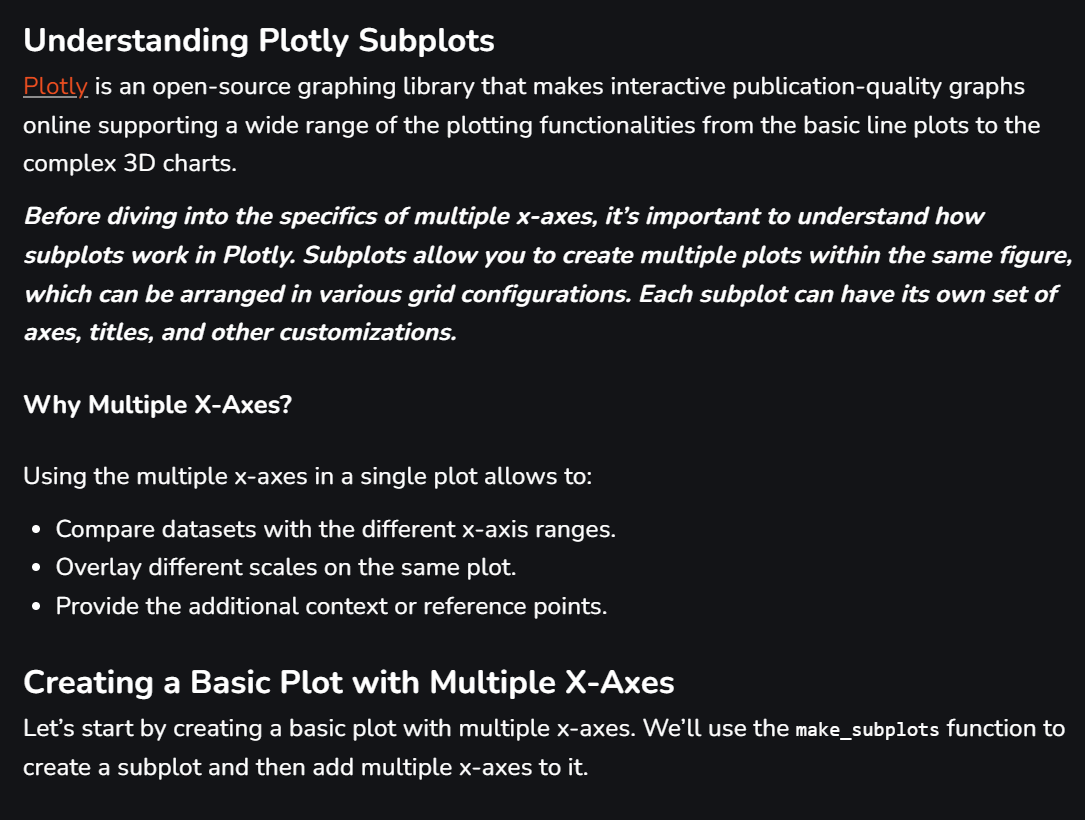 Understanding Plotly Subplots
Plotly is an open-source graphing library that makes interactive publication-quality graphs
online supporting a wide range of the plotting functionalities from the basic line plots to the
complex 3D charts.
Before diving into the specifics of multiple x-axes, it’s important to understand how
subplots work in Plotly. Subplots allow you to create multiple plots within the same figure,
which can be arranged in various grid configurations. Each subplot can have its own set of
axes, titles, and other customizations.
Why Multiple X-Axes?
Using the multiple x-axes in a single plot allows to:
• Compare datasets with the different x-axis ranges.
• Overlay different scales on the same plot.
• Provide the additional context or reference points.
Creating a Basic Plot with Multiple X-Axes
Let’s start by creating a basic plot with multiple x-axes. We’ll use the make_subplots function to
create a subplot and then add multiple x-axes to it.